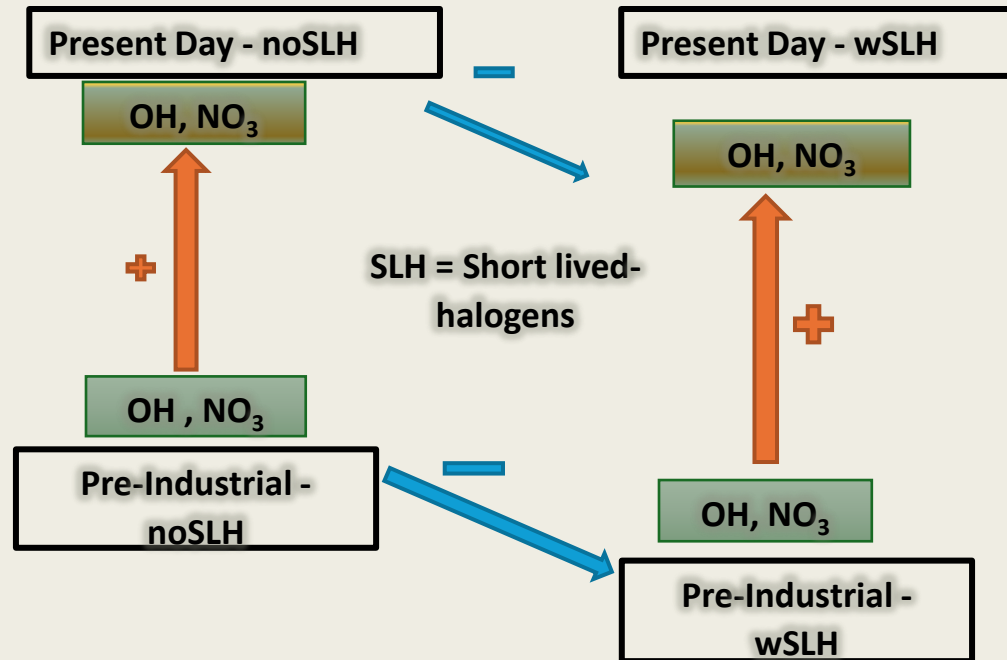 Present Day - noSLH
Present Day - wSLH
OH, NO₃
OH, NO₃
SLH = Short lived-
halogens
OH , NO₃
Pre-Industrial -
noSLH
OH, NO₃
Pre-Industrial -
wSLH